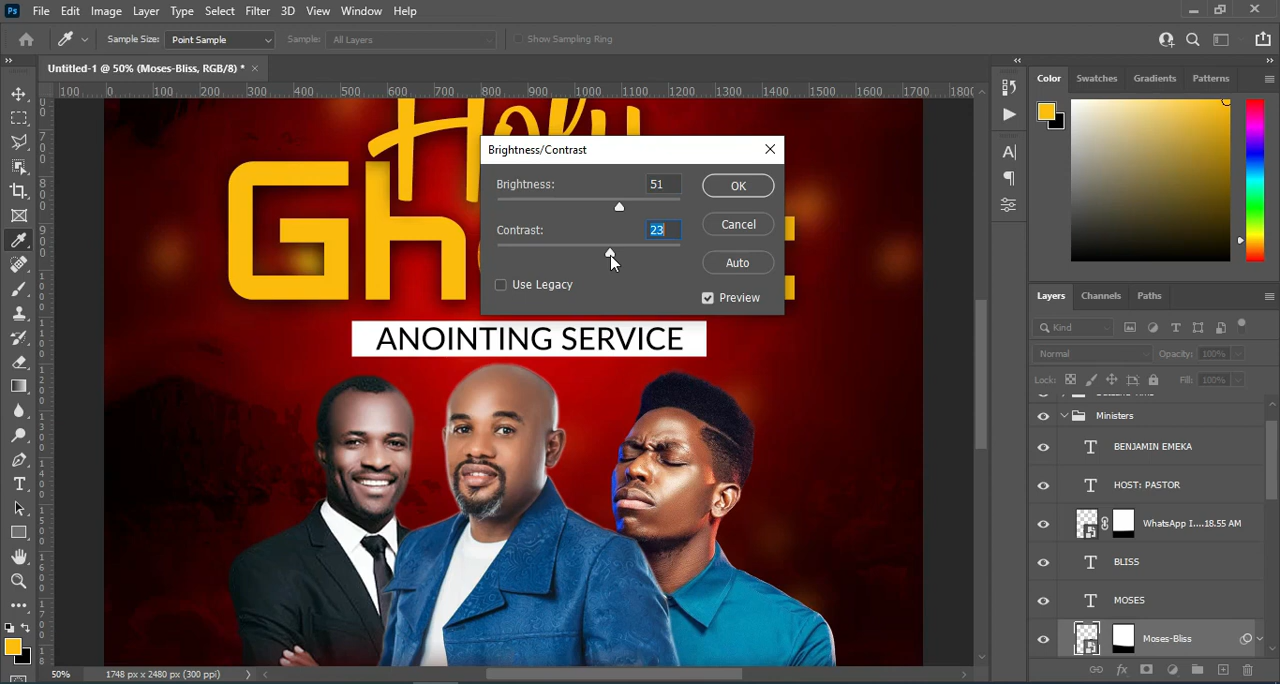 Ps File Edit Image Layer Type Select Filter 3D View Window Help
Sample Size: Point Sample Sample: All Layers Show Sampling Ring
Untitled-1 @ 50% (Moses-Bliss, RGB/8) * ×
100 0 100 200 300 400 500 600 700 800 900 1000 1100 1200 1300 1400 1500 1600 1700 1800
Color Swatches Gradients Patterns
Holy
Gh
Brightness/Contrast
Brightness: 51
OK
Contrast: 23
Cancel
Auto
Use Legacy
Preview
ANOINTING SERVICE
Layers Channels Paths
Kind
Normal Opacity: 100%
Lock: Fill: 100%
Ministers
BENJAMIN EMEKA
HOST: PASTOR
WhatsApp I....18.55 AM
BLISS
MOSES
Moses-Bliss
50% 1748 px x 2480 px (300 ppi)